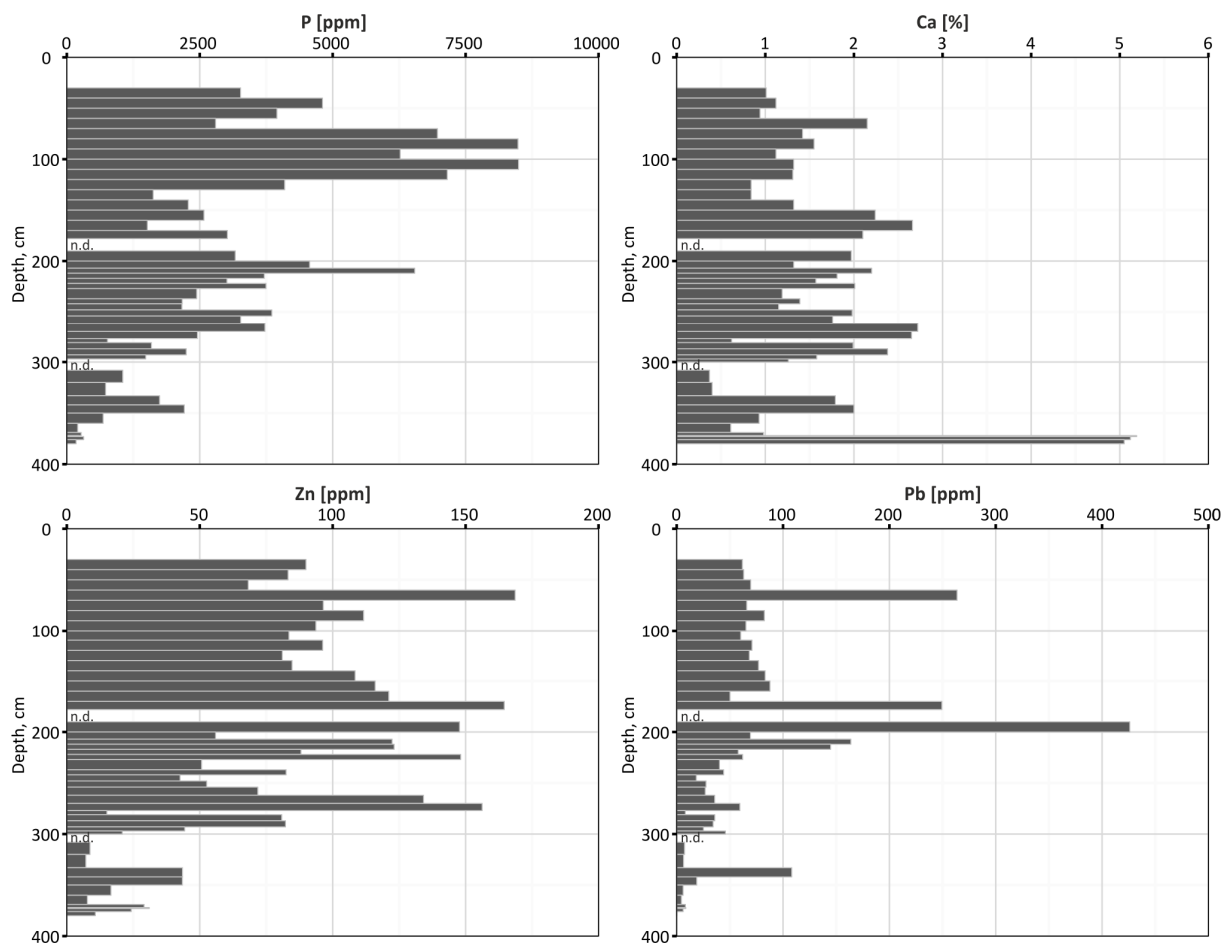 P [ppm]
0 2500 5000 7500 10000
0
100
200
300
400
Depth, cm
n.d.
n.d.
Ca [%]
0 1 2 3 4 5 6
0
100
200
300
400
Depth, cm
n.d.
n.d.
Zn [ppm]
0 50 100 150 200
0
100
200
300
400
Depth, cm
n.d.
n.d.
Pb [ppm]
0 100 200 300 400 500
0
100
200
300
400
Depth, cm
n.d.
n.d.